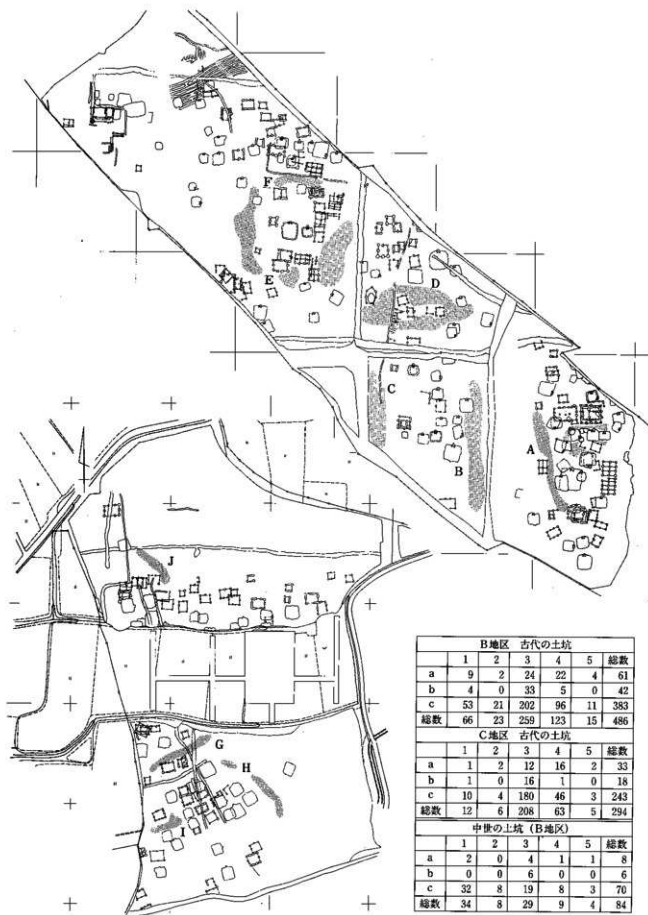 F
E
D
C
B
A
J
G
H
I
B地区 古代の土坑
1 2 3 4 5 総数
a 9 2 24 22 4 61
b 4 0 33 5 0 42
c 53 21 202 96 11 383
総数 66 23 259 123 15 486
C地区 古代の土坑
1 2 3 4 5 総数
a 1 2 12 16 2 33
b 1 0 16 1 0 18
c 10 4 180 46 3 243
総数 12 6 208 63 5 294
中世の土坑 (B地区)
1 2 3 4 5 総数
a 2 0 4 1 1 8
b 0 0 6 0 0 6
c 32 8 19 8 3 70
総数 34 8 29 9 4 84